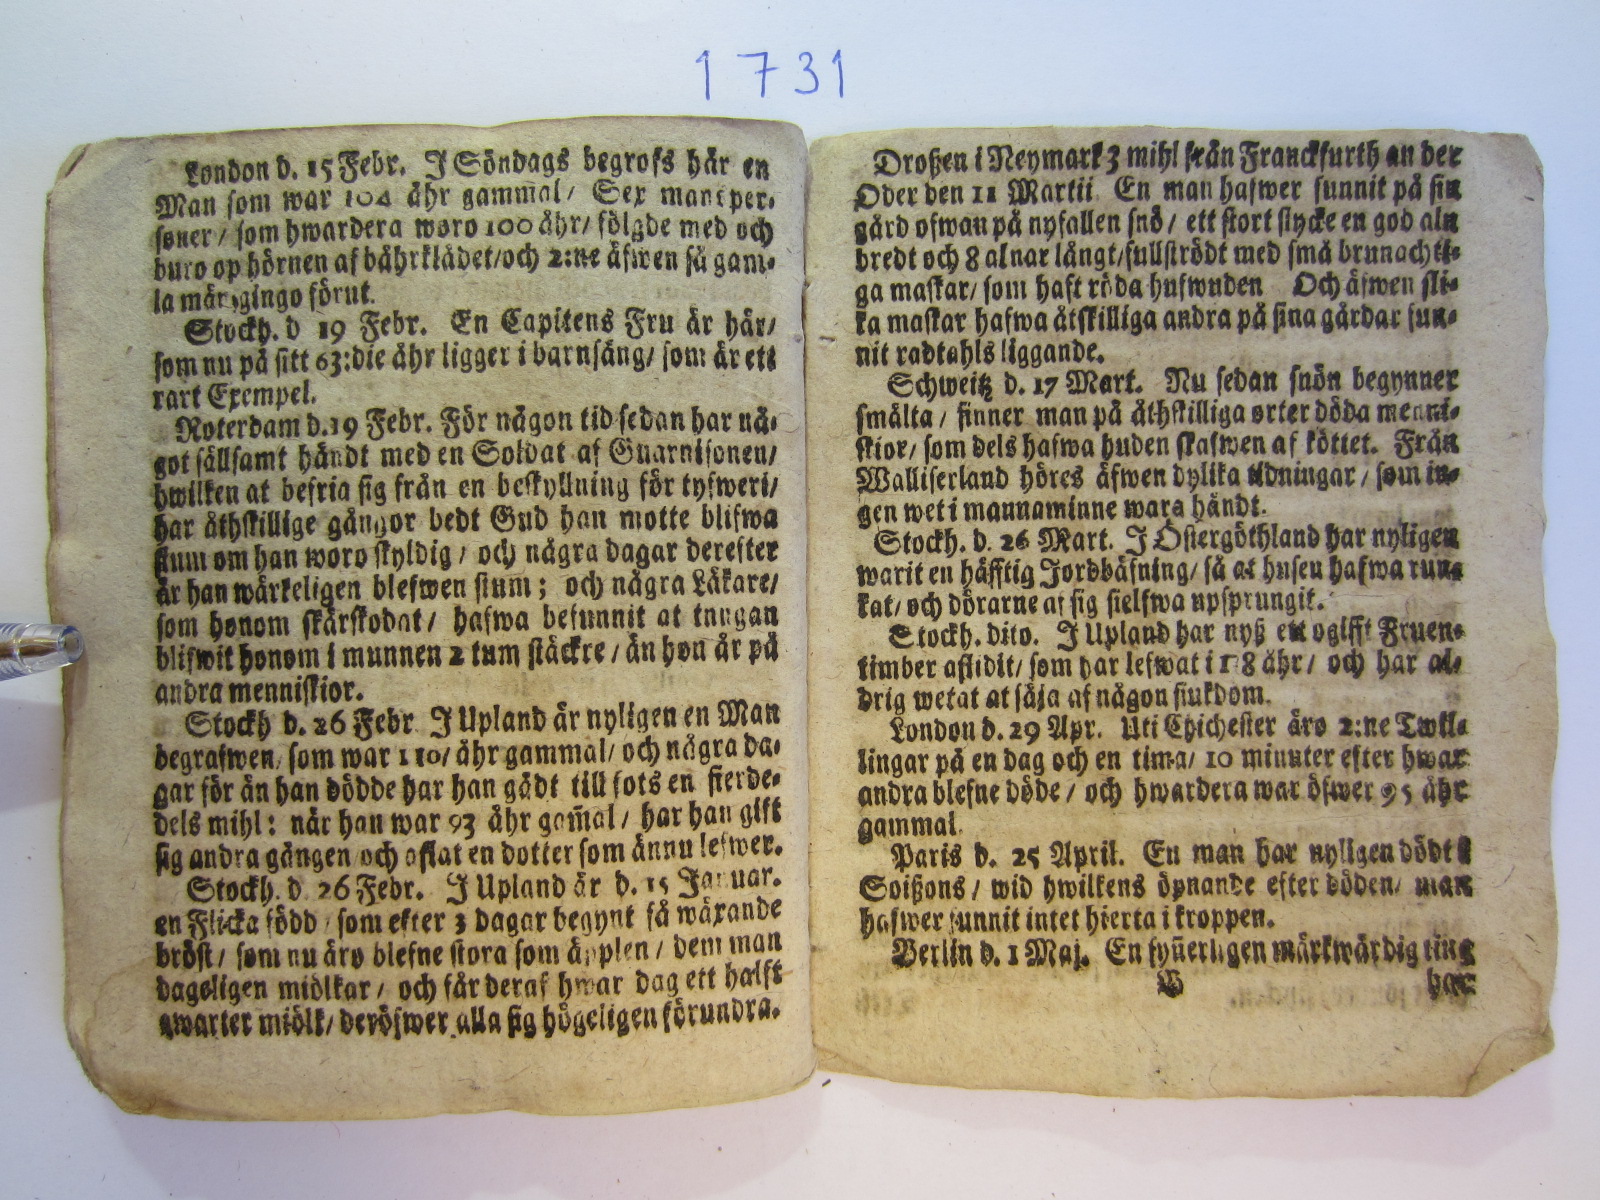 1731
London d. 15 Febr. I Söndags begrofs här en
Man som war 104 åhr gammal / Sex mansper-
soner / som hwardera woro 100 åhr / fölgde med och
buro op hörnen af båhrklädet / och 2:ne äfwen så gam-
la män gingo förut.
Stockh. d 19 Febr. En Capitens Fru är här /
som nu på sitt 63:die åhr ligger i barnsäng / som är ett
rart Exempel.
Roterdam d. 19 Febr. För någon tid sedan har nå-
got sällsamt händt med en Soldat af Guarnisonen /
hwilken at befria sig från en beskyllning för tyfweri /
har åthskillige gångor bedt Gud han motte blifwa
stum om han woro skyldig / och några dagar derefter
är han wärkeligen blefwen stum ; och några Läkare /
som honom skärskodat / hafwa befunnit at tungan
blifwit honom i munnen 2 tum stäckre / än hon är på
andra menniskior.
Stockh d. 26 Febr I Upland är nyligen en Man
begrafwen / som war 110 / åhr gammal / och några da-
gar för än han dödde har han gådt till fots en fierde-
dels mihl : när han war 93 åhr gam̄al / har han gift
sig andra gången och aflat en dotter som ännu lefwer.
Stockh. d. 26 Febr. I Upland är d. 15 Januar.
en Flicka född / som efter 3 dagar begynt få wäxande
bröst / som nu äro blefne stora som äpplen / dem man
dageligen miölkar / och får deraf hwar dag ett halft
qwarter miölk / deröfwer alla sig högeligen förundra.
Droßen i Neymark 3 mihl från Franckfurth an der
Oder den 11 Martii En man hafwer funnit på sin
gård ofwan på nyfallen snö / ett stort stycke en god aln
bredt och 8 alnar långt / fullströdt med små brunachti-
ga maskar / som haft röda hufwuden Och äfwen sli-
ka maskar hafwa åtskilliga andra på sina gårdar fun-
nit radtahls liggande.
Schweitz d. 17 Mart. Nu sedan snön begynner
smälta / finner man på åthskilliga orter döda menni-
skior / som dels hafwa huden skafwen af köttet. Från
Walliserland höres äfwen dylika tidningar / som in-
gen wet i mannaminne wara händt.
Stockh. d. 26 Mart. I Östergöthland har nyligen
warit en häfftig Jordbäfning / så at husen hafwa run-
kat / och dörarne af sig sielfwa upsprungit.
Stockh. dito. I Upland har nyß ett ogifft Fruen-
timber aflidit / som har lefwat i 1 8 åhr / och har al-
drig wetat at säja af någon siukdom.
London d. 29 Apr. Uti Chichester äro 2:ne Twil-
lingar på en dag och en tima / 10 minuter efter hwar
andra blefne döde / och hwardera war öfwer 95 åhr
gammal.
Paris d. 25 April. En man har nyligen dödt i
Soißons / wid hwilkens öpnande efter döden / man
hafwer funnit intet hierta i kroppen.
Berlin d. 1 Maj. En syn̄erligen märkwärdig ting
B har